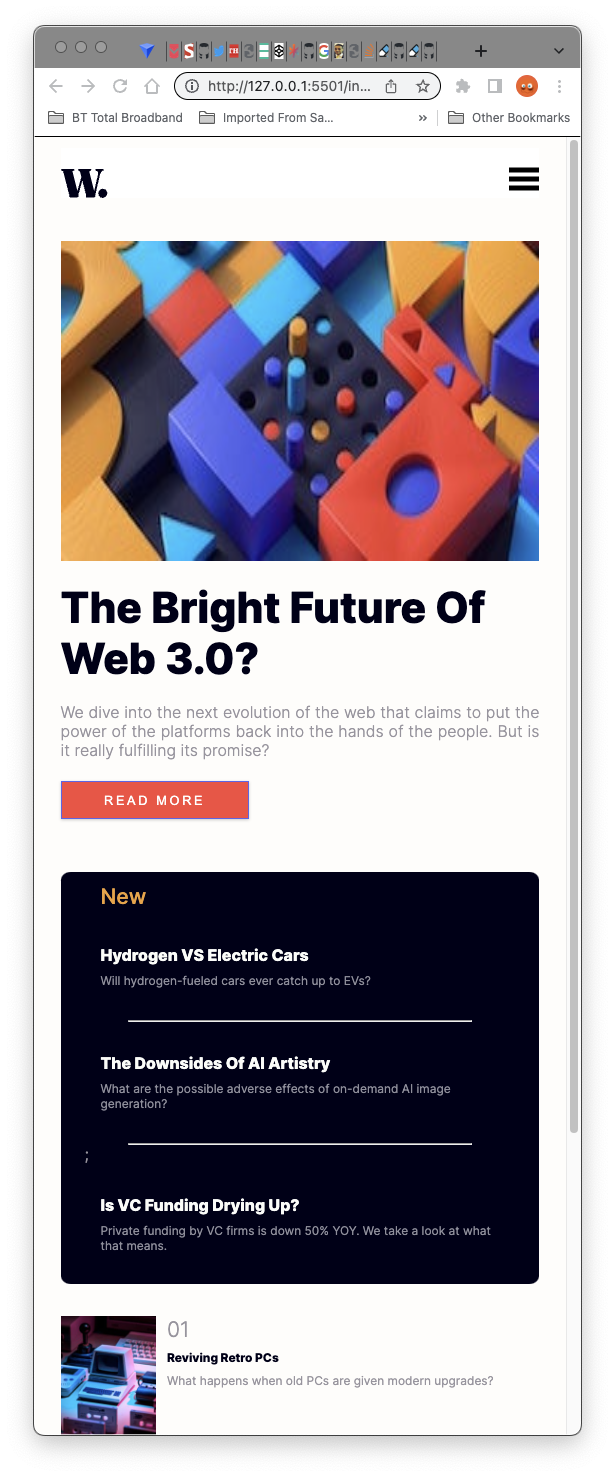 http://127.0.0.1:5501/in...
BT Total Broadband
Imported From Sa...
»
Other Bookmarks
W.
The Bright Future Of
Web 3.0?
We dive into the next evolution of the web that claims to put the
power of the platforms back into the hands of the people. But is
it really fulfilling its promise?
READ MORE
New
Hydrogen VS Electric Cars
Will hydrogen-fueled cars ever catch up to EVs?
The Downsides Of AI Artistry
What are the possible adverse effects of on-demand AI image
generation?
;
Is VC Funding Drying Up?
Private funding by VC firms is down 50% YOY. We take a look at what
that means.
01
Reviving Retro PCs
What happens when old PCs are given modern upgrades?